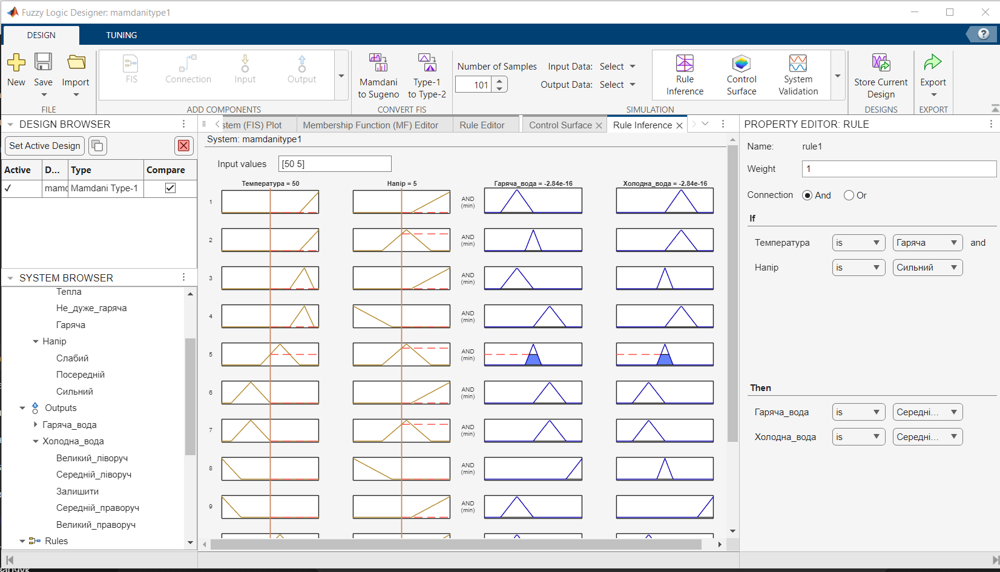 Fuzzy Logic Designer: mamdanitype1
DESIGN
TUNING
New
Save
Import
FILE
FIS
Connection
Input
Output
ADD COMPONENTS
Mamdani
to Sugeno
Type-1
to Type-2
CONVERT FIS
Number of Samples
101
Input Data: Select
Output Data: Select
Rule
Inference
Control
Surface
System
Validation
SIMULATION
Store Current
Design
DESIGNS
Export
EXPORT
DESIGN BROWSER
Set Active Design
Active D... Type Compare
✓ mamd Mamdani Type-1
SYSTEM BROWSER
Тепла
Не_дуже_гаряча
Гаряча
Напір
Слабий
Посередній
Сильний
Outputs
Гаряча_вода
Холодна_вода
Великий_ліворуч
Середній_ліворуч
Залишити
Середній_праворуч
Великий_праворуч
Rules
stem (FIS) Plot
Membership Function (MF) Editor
Rule Editor
Control Surface
Rule Inference
System: mamdanitype1
Input values [50 5]
Температура = 50
Напір = 5
Гаряча_вода = -2.84e-16
Холодна_вода = -2.84e-16
1
AND
(min)
2
AND
(min)
3
AND
(min)
4
AND
(min)
5
AND
(min)
6
AND
(min)
7
AND
(min)
8
AND
(min)
9
AND
(min)
PROPERTY EDITOR: RULE
Name: rule1
Weight 1
Connection And Or
If
Температура is Гаряча and
Напір is Сильний
Then
Гаряча_вода is Середні...
Холодна_вода is Середні...